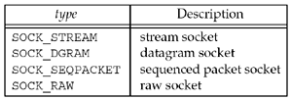 type Description
SOCK_STREAM stream socket
SOCK_DGRAM datagram socket
SOCK_SEQPACKET sequenced packet socket
SOCK_RAW raw socket